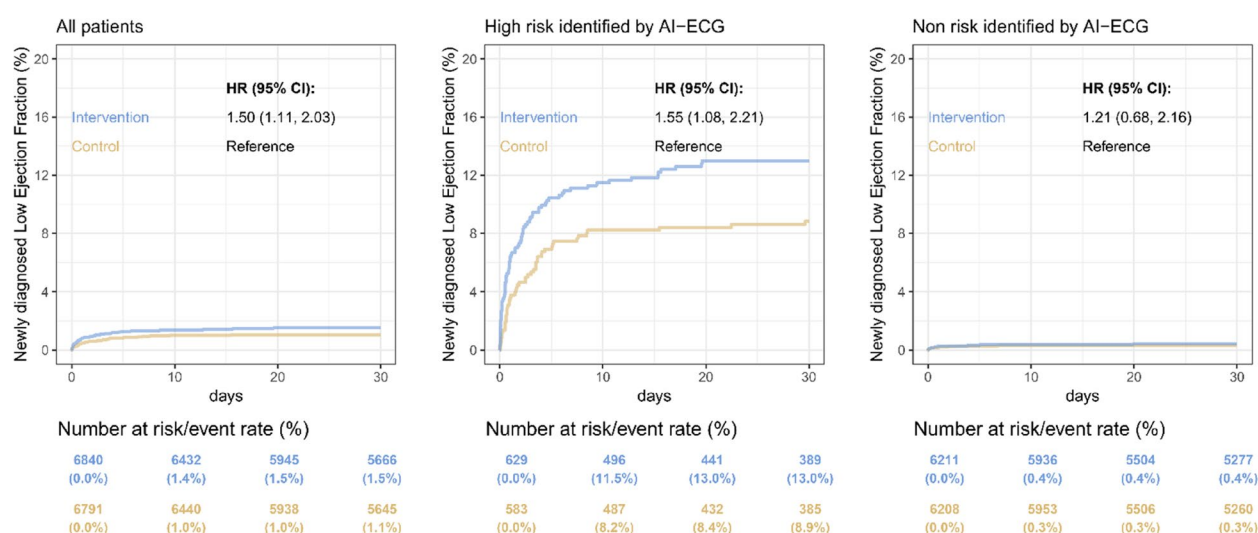 All patients
Newly diagnosed Low Ejection Fraction (%)
20
16
12
8
4
0
HR (95% CI):
Intervention 1.50 (1.11, 2.03)
Control Reference
0 10 20 30
days
Number at risk/event rate (%)
6840 6432 5945 5666
(0.0%) (1.4%) (1.5%) (1.5%)
6791 6440 5938 5645
(0.0%) (1.0%) (1.0%) (1.1%)
High risk identified by AI−ECG
Newly diagnosed Low Ejection Fraction (%)
20
16
12
8
4
0
HR (95% CI):
Intervention 1.55 (1.08, 2.21)
Control Reference
0 10 20 30
days
Number at risk/event rate (%)
629 496 441 389
(0.0%) (11.5%) (13.0%) (13.0%)
583 487 432 385
(0.0%) (8.2%) (8.4%) (8.9%)
Non risk identified by AI−ECG
Newly diagnosed Low Ejection Fraction (%)
20
16
12
8
4
0
HR (95% CI):
Intervention 1.21 (0.68, 2.16)
Control Reference
0 10 20 30
days
Number at risk/event rate (%)
6211 5936 5504 5277
(0.0%) (0.4%) (0.4%) (0.4%)
6208 5953 5506 5260
(0.0%) (0.3%) (0.3%) (0.3%)